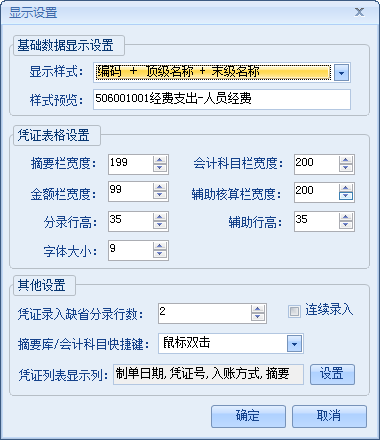 显示设置
基础数据显示设置
显示样式： 编码 + 顶级名称 + 末级名称
样式预览： 506001001经费支出-人员经费
凭证表格设置
摘要栏宽度： 199 会计科目栏宽度： 200
金额栏宽度： 99 辅助核算栏宽度： 200
分录行高： 35 辅助行高： 35
字体大小： 9
其他设置
凭证录入缺省分录行数： 2 连续录入
摘要库/会计科目快捷键： 鼠标双击
凭证列表显示列： 制单日期,凭证号,入账方式,摘要 设置
确定 取消